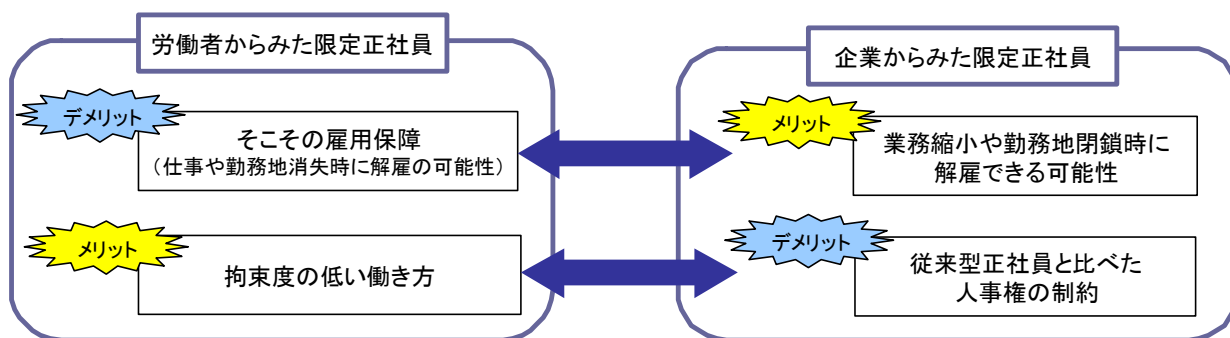 労働者からみた限定正社員
デメリット
そこその雇用保障
（仕事や勤務地消失時に解雇の可能性）
メリット
拘束度の低い働き方
企業からみた限定正社員
メリット
業務縮小や勤務地閉鎖時に
解雇できる可能性
デメリット
従来型正社員と比べた
人事権の制約